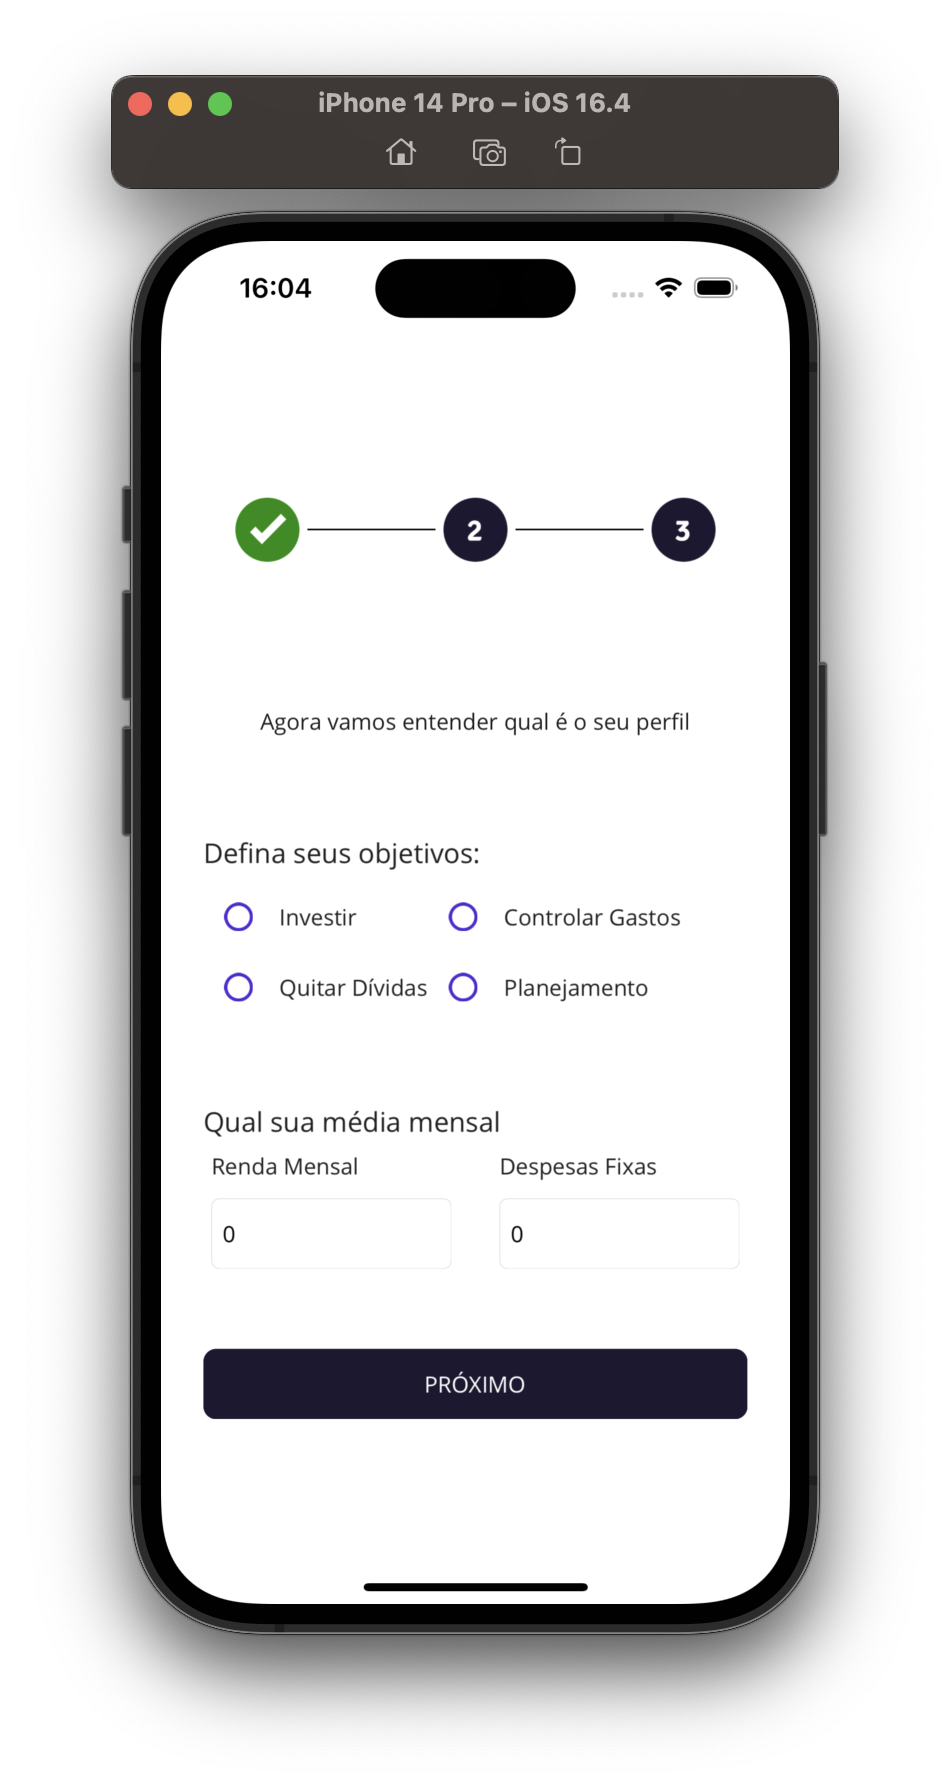 iPhone 14 Pro – iOS 16.4
16:04
2
3
Agora vamos entender qual é o seu perfil
Defina seus objetivos:
Investir
Controlar Gastos
Quitar Dívidas
Planejamento
Qual sua média mensal
Renda Mensal
Despesas Fixas
0
0
PRÓXIMO